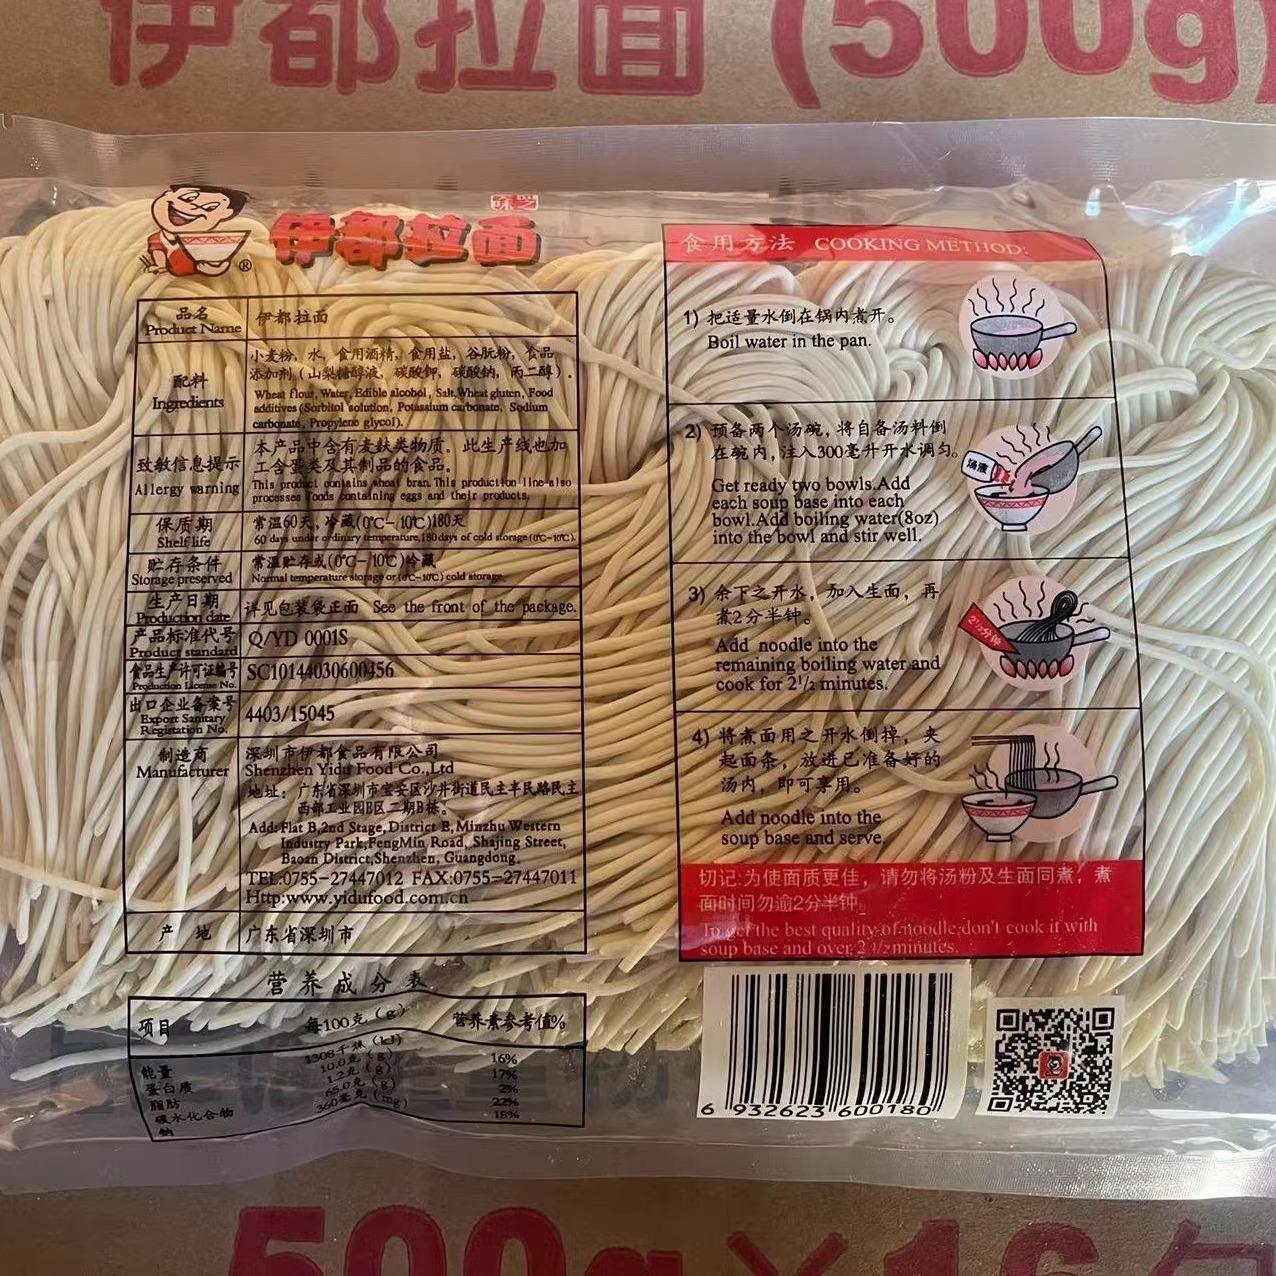 伊都拉面(500g)
®
伊都拉面
品名
Product Name
伊都拉面
配料
Ingredients
小麦粉，水，食用酒精，食用盐，谷朊粉，食品
添加剂（山梨糖醇液，碳酸钾，碳酸钠，丙二醇）.
Wheat flour, Water, Edible alcohol, Salt, Wheat gluten, Food
additives (Sorbitol solution, Potassium carbonate, Sodium
carbonate, Propylene glycol).
致敏信息提示
Allergy warning
本产品中含有麦麸类物质。此生产线也加
工含蛋类及其制品的食品。
This product contains wheat bran. This production line also
processes foods containing eggs and their products.
保质期
Shelf life
常温60天，冷藏(0℃-10℃)180天
60 days under ordinary temperature, 180 days of cold storage (0℃-10℃).
贮存条件
Storage preserved
常温贮存或(0℃-10℃)冷藏
Normal temperature storage or (0℃-10℃) cold storage.
生产日期
Production date
详见包装袋正面 See the front of the package.
产品标准代号
Product standard
Q/YD 0001S
食品生产许可证编号
Production License No.
SC10144030600456
出口企业备案号
Export Sanitary
Registation No.
4403/15045
制造商
Manufacturer
深圳市伊都食品有限公司
Shenzhen Yidu Food Co.,Ltd
地址：广东省深圳市宝安区沙井街道民主丰民路民主
西部工业园B区二期B栋。
Add: Flat B,2nd Stage, District B, Minzhu Western
Industry Park, FengMin Road, Shajing Street,
Baoan District, Shenzhen, Guangdong.
TEL:0755-27447012 FAX:0755-27447011
Http:www.yidufood.com.cn
产 地
广东省深圳市
营养成分表
项目 每100克 (g) 营养素参考值%
能量 1308千焦 (kJ) 16%
蛋白质 10.0克 (g) 17%
脂肪 1.2克 (g) 2%
碳水化合物 65.0克 (g) 22%
钠 360毫克 (mg) 18%
食用方法 COOKING METHOD:
1) 把适量水倒在锅内煮开。
Boil water in the pan.
2) 预备两个汤碗，将自备汤料倒
在碗内，注入300毫升开水调匀。
Get ready two bowls.Add
each soup base into each
bowl.Add boiling water(8oz)
into the bowl and stir well.
汤液
3) 余下之开水，加入生面，再
煮2分半钟。
Add noodle into the
remaining boiling water and
cook for 2 1/2 minutes.
2 1/2分钟
4) 将煮面用之开水倒掉，夹
起面条，放进已准备好的
汤内，即可享用。
Add noodle into the
soup base and serve.
切记:为使面质更佳，请勿将汤粉及生面同煮，煮
面时间勿逾2分半钟。
To get the best quality of noodle,don't cook it with
soup base and over 2 1/2 minutes.
6 932623 600180
500g×16